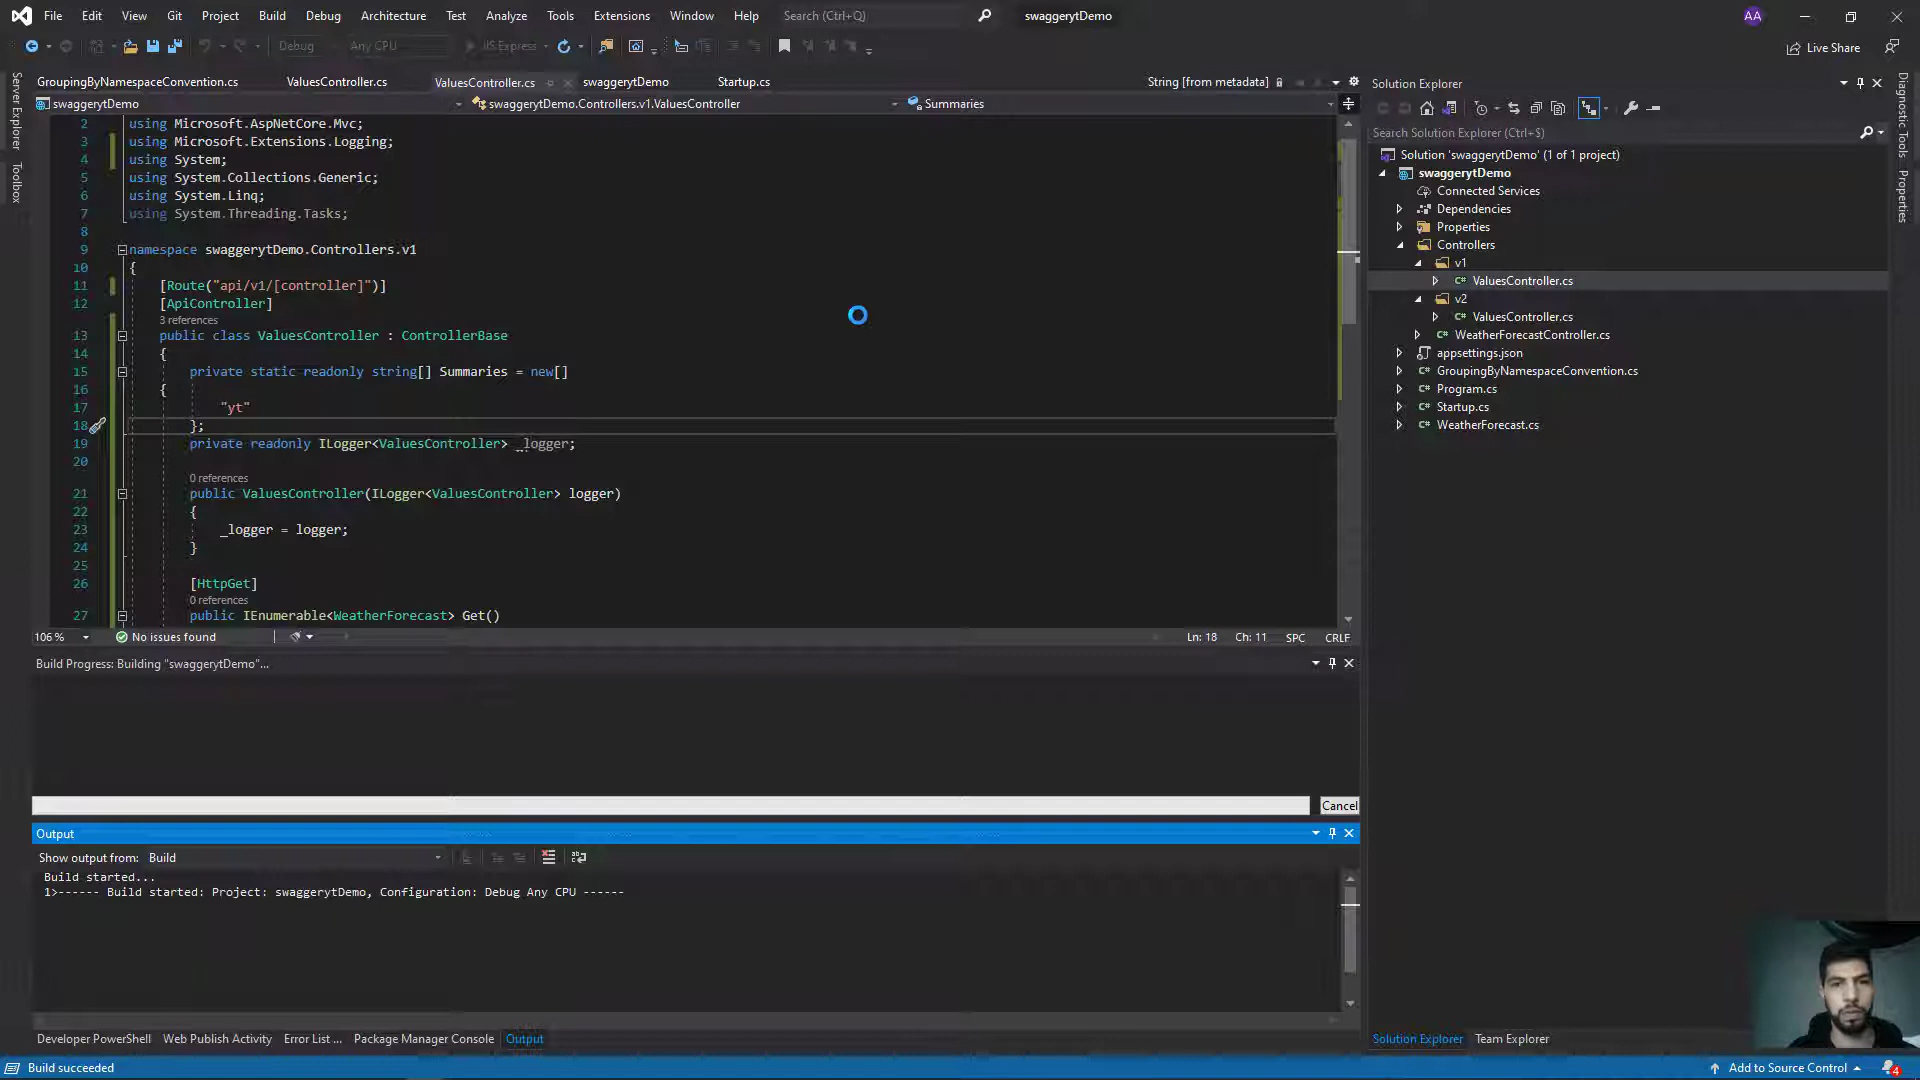 File Edit View Git Project Build Debug Architecture Test Analyze Tools Extensions Window Help Search (Ctrl+Q) swaggerytDemo AA
Debug Any CPU IIS Express Live Share
GroupingByNamespaceConvention.cs ValuesController.cs ValuesController.cs swaggerytDemo Startup.cs String [from metadata]
swaggerytDemo swaggerytDemo.Controllers.v1.ValuesController Summaries
2 using Microsoft.AspNetCore.Mvc;
3 using Microsoft.Extensions.Logging;
4 using System;
5 using System.Collections.Generic;
6 using System.Linq;
7 using System.Threading.Tasks;
8
9 namespace swaggerytDemo.Controllers.v1
10 {
11 [Route("api/v1/[controller]")]
12 [ApiController]
3 references
13 public class ValuesController : ControllerBase
14 {
15 private static readonly string[] Summaries = new[]
16 {
17 "yt"
18 };
19 private readonly ILogger<ValuesController> _logger;
20
0 references
21 public ValuesController(ILogger<ValuesController> logger)
22 {
23 _logger = logger;
24 }
25
26 [HttpGet]
0 references
27 public IEnumerable<WeatherForecast> Get()
106 % No issues found Ln: 18 Ch: 11 SPC CRLF
Build Progress: Building "swaggerytDemo"...
Cancel
Output
Show output from: Build
Build started...
1>------ Build started: Project: swaggerytDemo, Configuration: Debug Any CPU ------
Developer PowerShell Web Publish Activity Error List ... Package Manager Console Output
Build succeeded
Server Explorer
Toolbox
Solution Explorer
Search Solution Explorer (Ctrl+$)
Solution 'swaggerytDemo' (1 of 1 project)
swaggerytDemo
Connected Services
Dependencies
Properties
Controllers
v1
C# ValuesController.cs
v2
C# ValuesController.cs
C# WeatherForecastController.cs
appsettings.json
C# GroupingByNamespaceConvention.cs
C# Program.cs
C# Startup.cs
C# WeatherForecast.cs
Solution Explorer Team Explorer
Add to Source Control 4
Diagnostic Tools
Properties